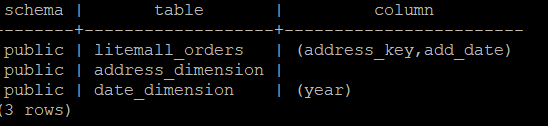 schema | table | column
--------+--------------------+------------------------
public | litemall_orders | (address_key,add_date)
public | address_dimension |
public | date_dimension | (year)
(3 rows)